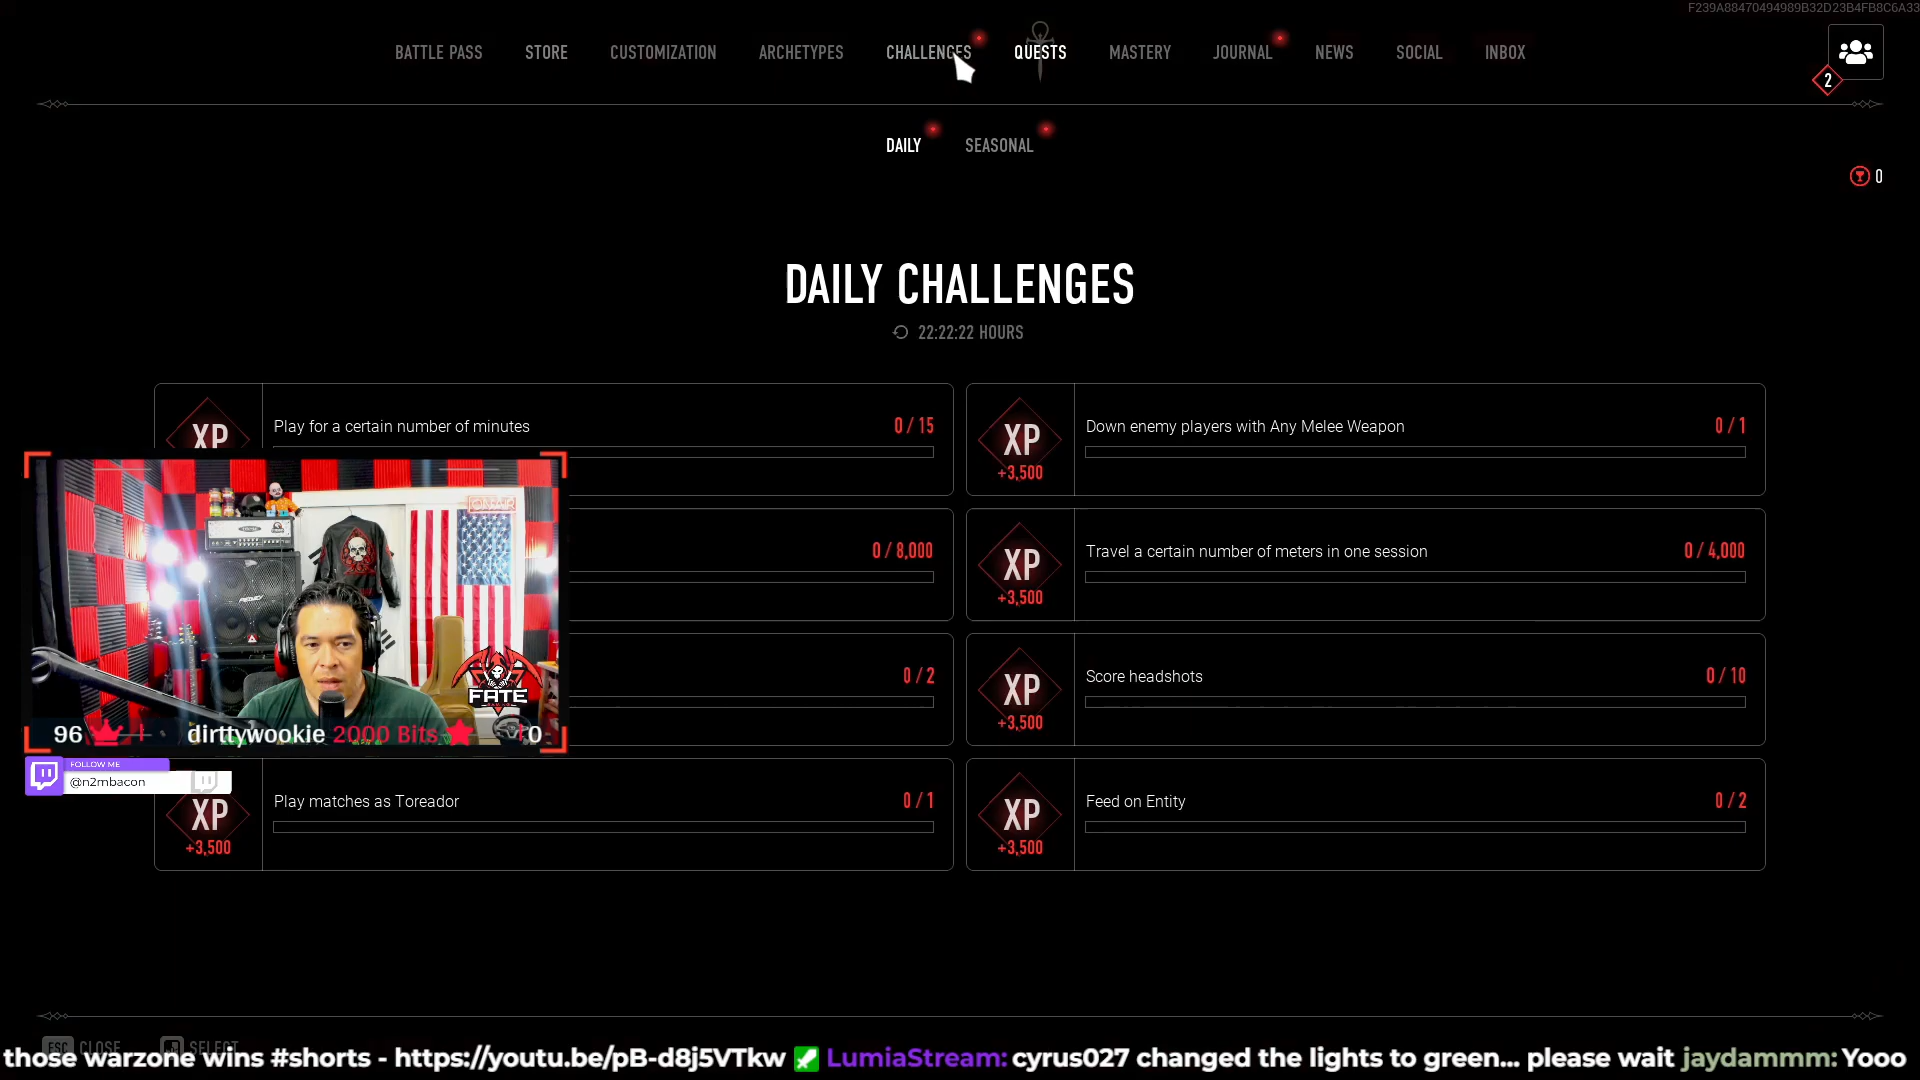 F239A88470494989B32D23B4FB8C6A33
BATTLE PASS STORE CUSTOMIZATION ARCHETYPES CHALLENGES QUESTS MASTERY JOURNAL NEWS SOCIAL INBOX
2
DAILY SEASONAL
0
DAILY CHALLENGES
22:22:22 HOURS
XP
Play for a certain number of minutes 0 / 15
XP
+3,500
Down enemy players with Any Melee Weapon 0 / 1
0 / 8,000
XP
+3,500
Travel a certain number of meters in one session 0 / 4,000
0 / 2
XP
+3,500
Score headshots 0 / 10
PEAVEY
FATE
96 dirttywookie 2000 Bits 0
FOLLOW ME
@n2mbacon
XP
+3,500
Play matches as Toreador 0 / 1
XP
+3,500
Feed on Entity 0 / 2
ESC CLOSE SELECT
those warzone wins #shorts - https://youtu.be/pB-d8j5VTkw LumiaStream: cyrus027 changed the lights to green... please wait jaydammm: Yooo